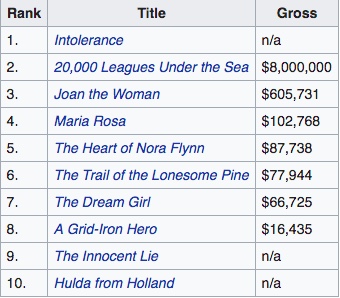 Rank Title Gross
1. Intolerance n/a
2. 20,000 Leagues Under the Sea $8,000,000
3. Joan the Woman $605,731
4. Maria Rosa $102,768
5. The Heart of Nora Flynn $87,738
6. The Trail of the Lonesome Pine $77,944
7. The Dream Girl $66,725
8. A Grid-Iron Hero $16,435
9. The Innocent Lie n/a
10. Hulda from Holland n/a